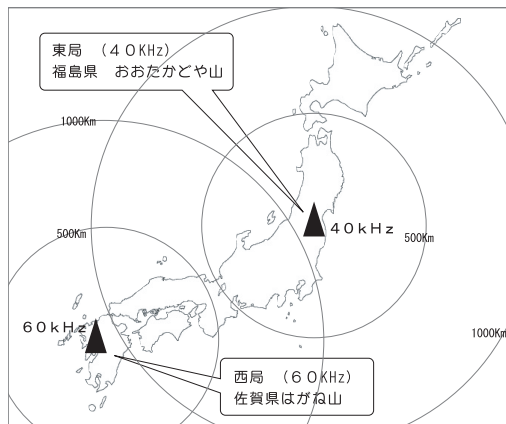 東局 （４０KHz）
福島県　おおたかどや山
1000Km
500Km
４０ｋＨｚ
500Km
６０ｋＨｚ
1000Km
西局 （６０KHz）
佐賀県はがね山